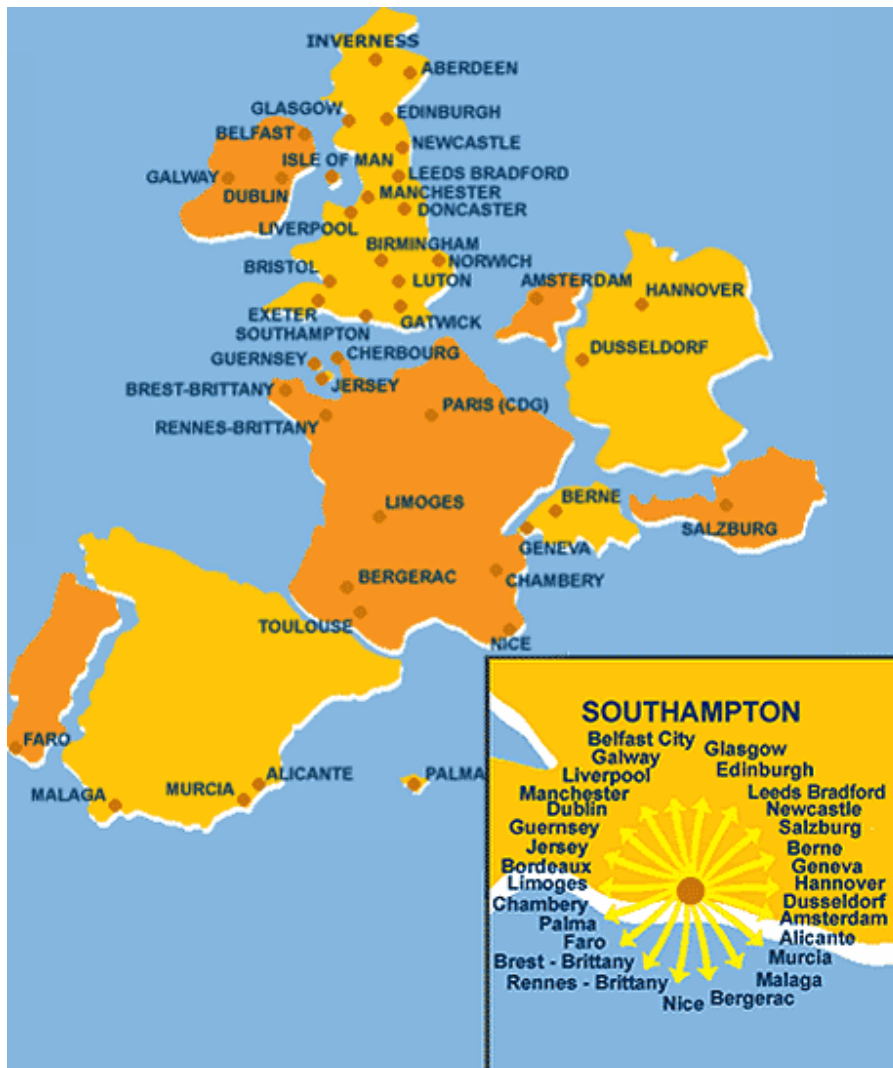 INVERNESS
ABERDEEN
GLASGOW
EDINBURGH
BELFAST
NEWCASTLE
ISLE OF MAN
GALWAY
LEEDS BRADFORD
DUBLIN
MANCHESTER
DONCASTER
LIVERPOOL
BIRMINGHAM
NORWICH
BRISTOL
LUTON
AMSTERDAM
HANNOVER
EXETER
GATWICK
SOUTHAMPTON
GUERNSEY
CHERBOURG
DUSSELDORF
JERSEY
BREST-BRITTANY
PARIS (CDG)
RENNES-BRITTANY
BERNE
LIMOGES
SALZBURG
GENEVA
BERGERAC
CHAMBERY
TOULOUSE
NICE
FARO
ALICANTE
PALMA
MURCIA
MALAGA
SOUTHAMPTON
Belfast City
Glasgow
Galway
Edinburgh
Liverpool
Manchester
Leeds Bradford
Dublin
Newcastle
Guernsey
Salzburg
Jersey
Berne
Bordeaux
Geneva
Limoges
Hannover
Chambery
Dusseldorf
Palma
Amsterdam
Faro
Alicante
Brest - Brittany
Murcia
Rennes - Brittany
Malaga
Nice
Bergerac